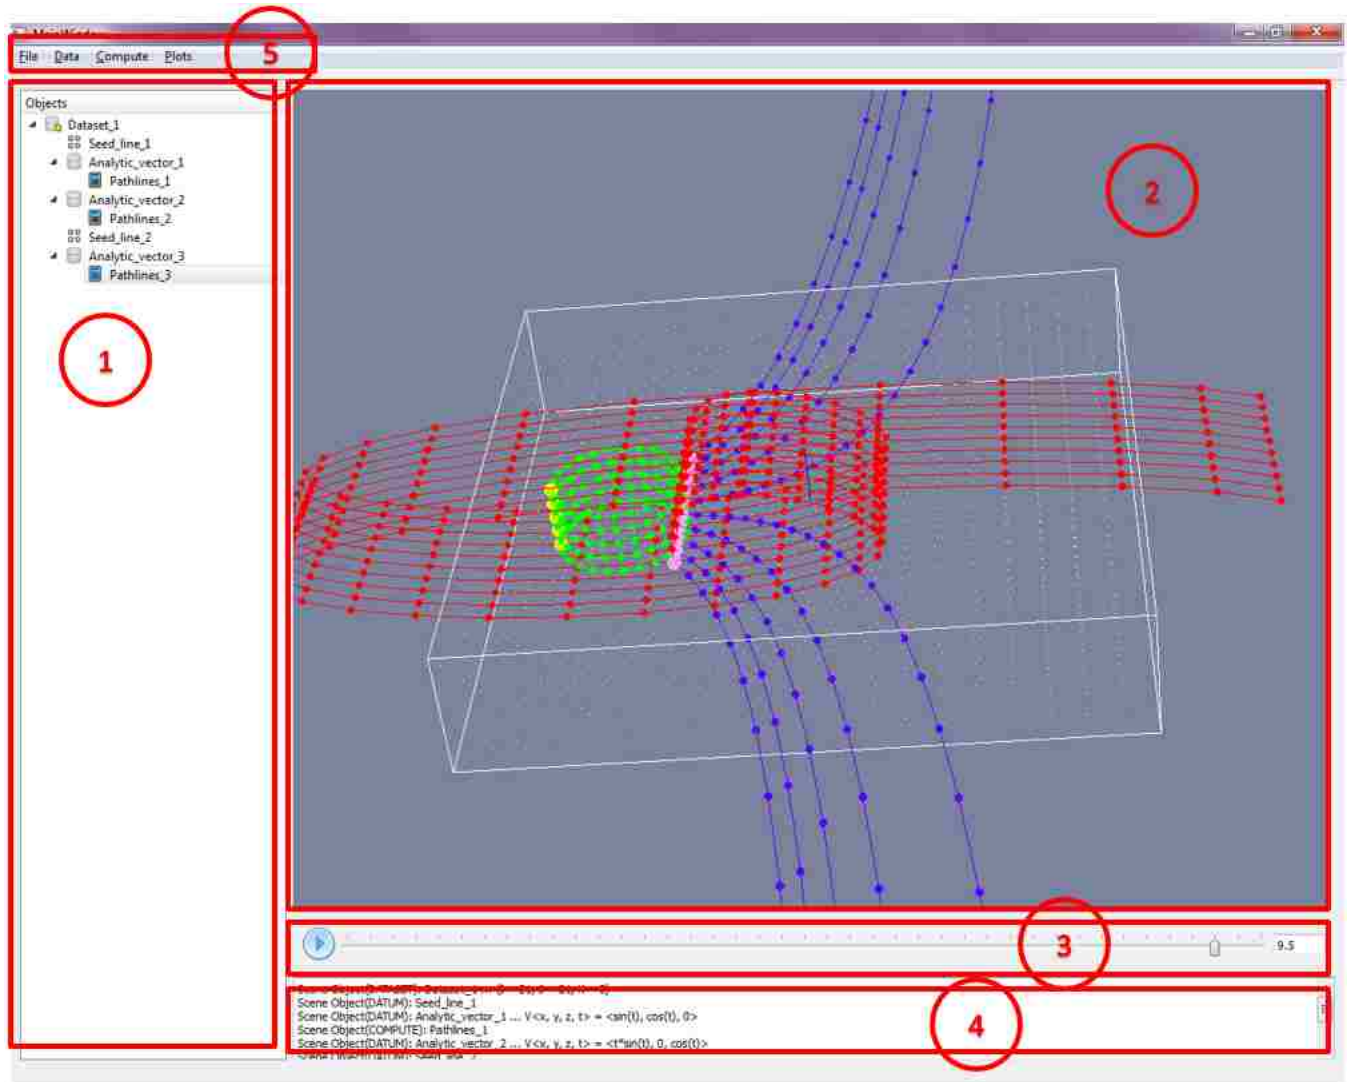 5
File Data Compute Plots
Objects
Dataset_1
Seed_line_1
Analytic_vector_1
Pathlines_1
Analytic_vector_2
Pathlines_2
Seed_line_2
Analytic_vector_3
Pathlines_3
1
2
3
9.5
Scene Object(DATUM): Seed_line_1
Scene Object(DATUM): Analytic_vector_1 ... V<x, y, z, t> = <sin(t), cos(t), 0>
Scene Object(COMPUTE): Pathlines_1
Scene Object(DATUM): Analytic_vector_2 ... V<x, y, z, t> = <t*sin(t), 0, cos(t)>
4